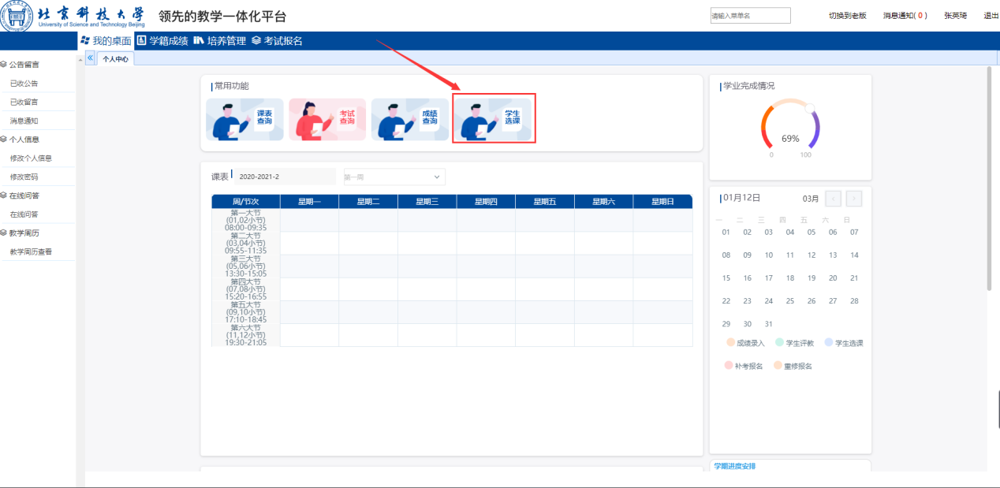 北京科技大学
University of Science and Technology Beijing
领先的教学一体化平台
请输入菜单名
切换到老版 消息通知( 0 ) 张英琦 退出
我的桌面 学籍成绩 培养管理 考试报名
公告留言
已收公告
已收留言
消息通知
个人信息
修改个人信息
修改密码
在线问答
在线问答
教学周历
教学周历查看
个人中心
常用功能
课表
查询
考试
查询
成绩
查询
学生
选课
课表 2020-2021-2 第一周
周/节次 星期一 星期二 星期三 星期四 星期五 星期六 星期日
第一大节
(01,02小节)
08:00-09:35
第二大节
(03,04小节)
09:55-11:35
第三大节
(05,06小节)
13:30-15:05
第四大节
(07,08小节)
15:20-16:55
第五大节
(09,10小节)
17:10-18:45
第六大节
(11,12小节)
19:30-21:05
学业完成情况
69%
0 100
01月12日 03月 < >
一 二 三 四 五 六 日
01 02 03 04 05 06 07
08 09 10 11 12 13 14
15 16 17 18 19 20 21
22 23 24 25 26 27 28
29 30 31
成绩录入 学生评教 学生选课
补考报名 重修报名
学期进度安排